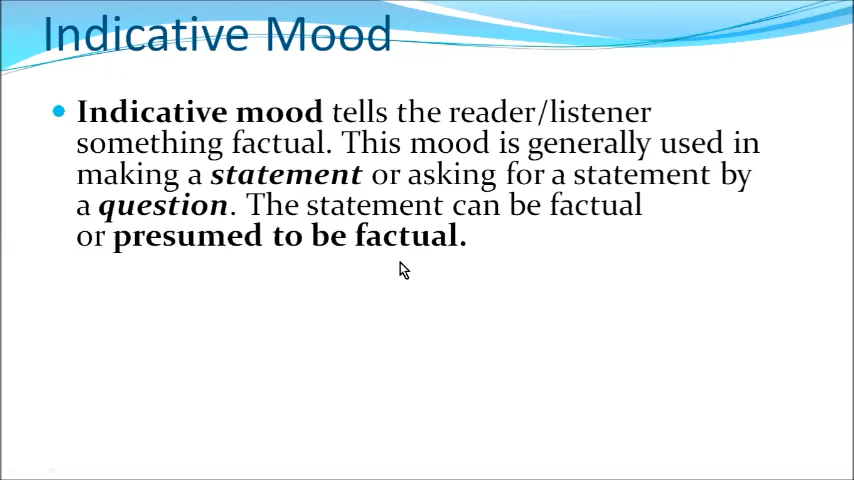 Indicative Mood
Indicative mood tells the reader/listener
something factual. This mood is generally used in
making a statement or asking for a statement by
a question. The statement can be factual
or presumed to be factual.